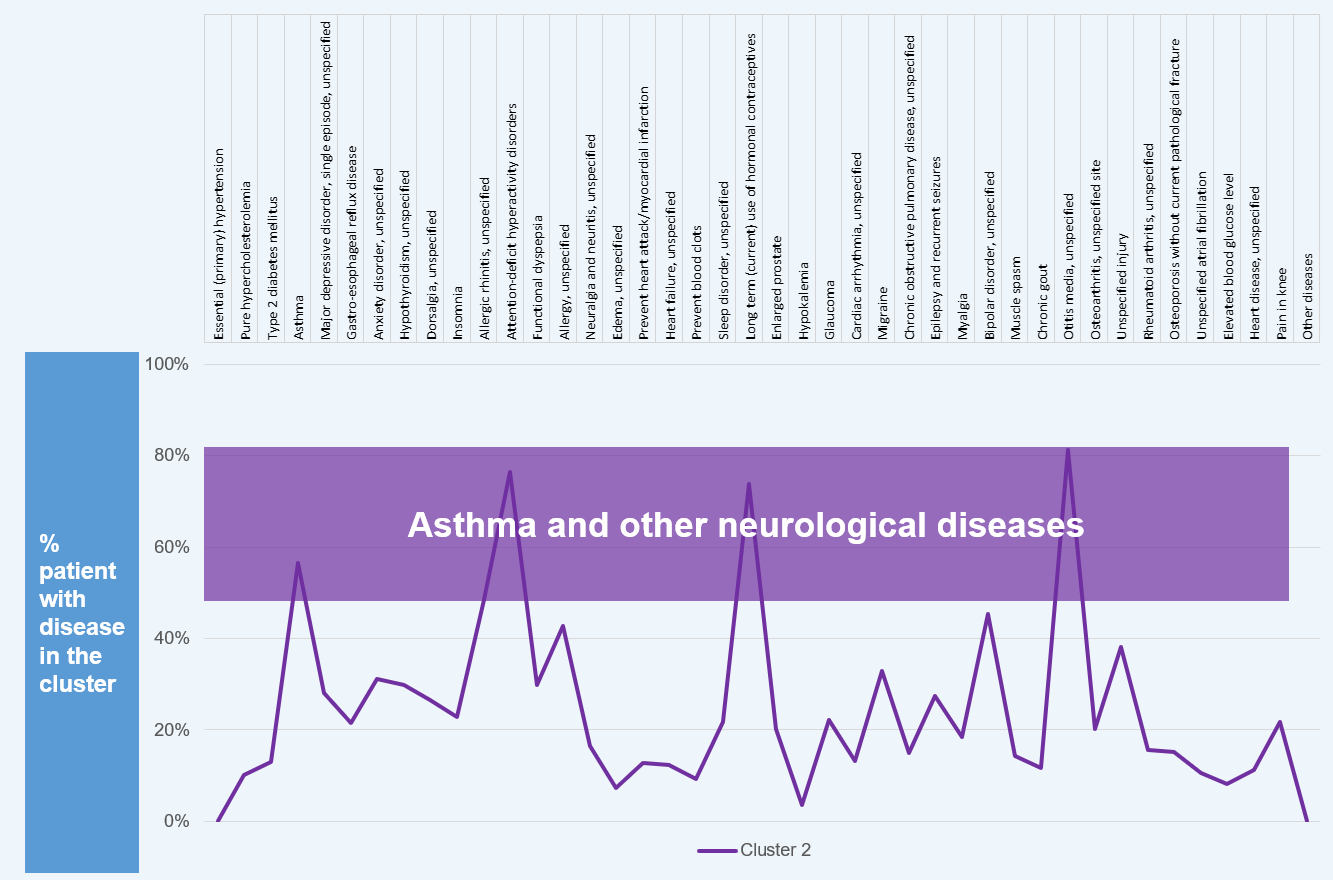 Essential (primary) hypertension
Pure hypercholesterolemia
Type 2 diabetes mellitus
Asthma
Major depressive disorder, single episode, unspecified
Gastro-esophageal reflux disease
Anxiety disorder, unspecified
Hypothyroidism, unspecified
Dorsalgia, unspecified
Insomnia
Allergic rhinitis, unspecified
Attention-deficit hyperactivity disorders
Functional dyspepsia
Allergy, unspecified
Neuralgia and neuritis, unspecified
Edema, unspecified
Prevent heart attack/myocardial infarction
Heart failure, unspecified
Prevent blood clots
Sleep disorder, unspecified
Long term (current) use of hormonal contraceptives
Enlarged prostate
Hypokalemia
Glaucoma
Cardiac arrhythmia, unspecified
Migraine
Chronic obstructive pulmonary disease, unspecified
Epilepsy and recurrent seizures
Myalgia
Bipolar disorder, unspecified
Muscle spasm
Chronic gout
Otitis media, unspecified
Osteoarthritis, unspecified site
Unspecified injury
Rheumatoid arthritis, unspecified
Osteoporosis without current pathological fracture
Unspecified atrial fibrillation
Elevated blood glucose level
Heart disease, unspecified
Pain in knee
Other diseases
%
patient
with
disease
in the
cluster
100%
80%
60%
40%
20%
0%
Asthma and other neurological diseases
Cluster 2